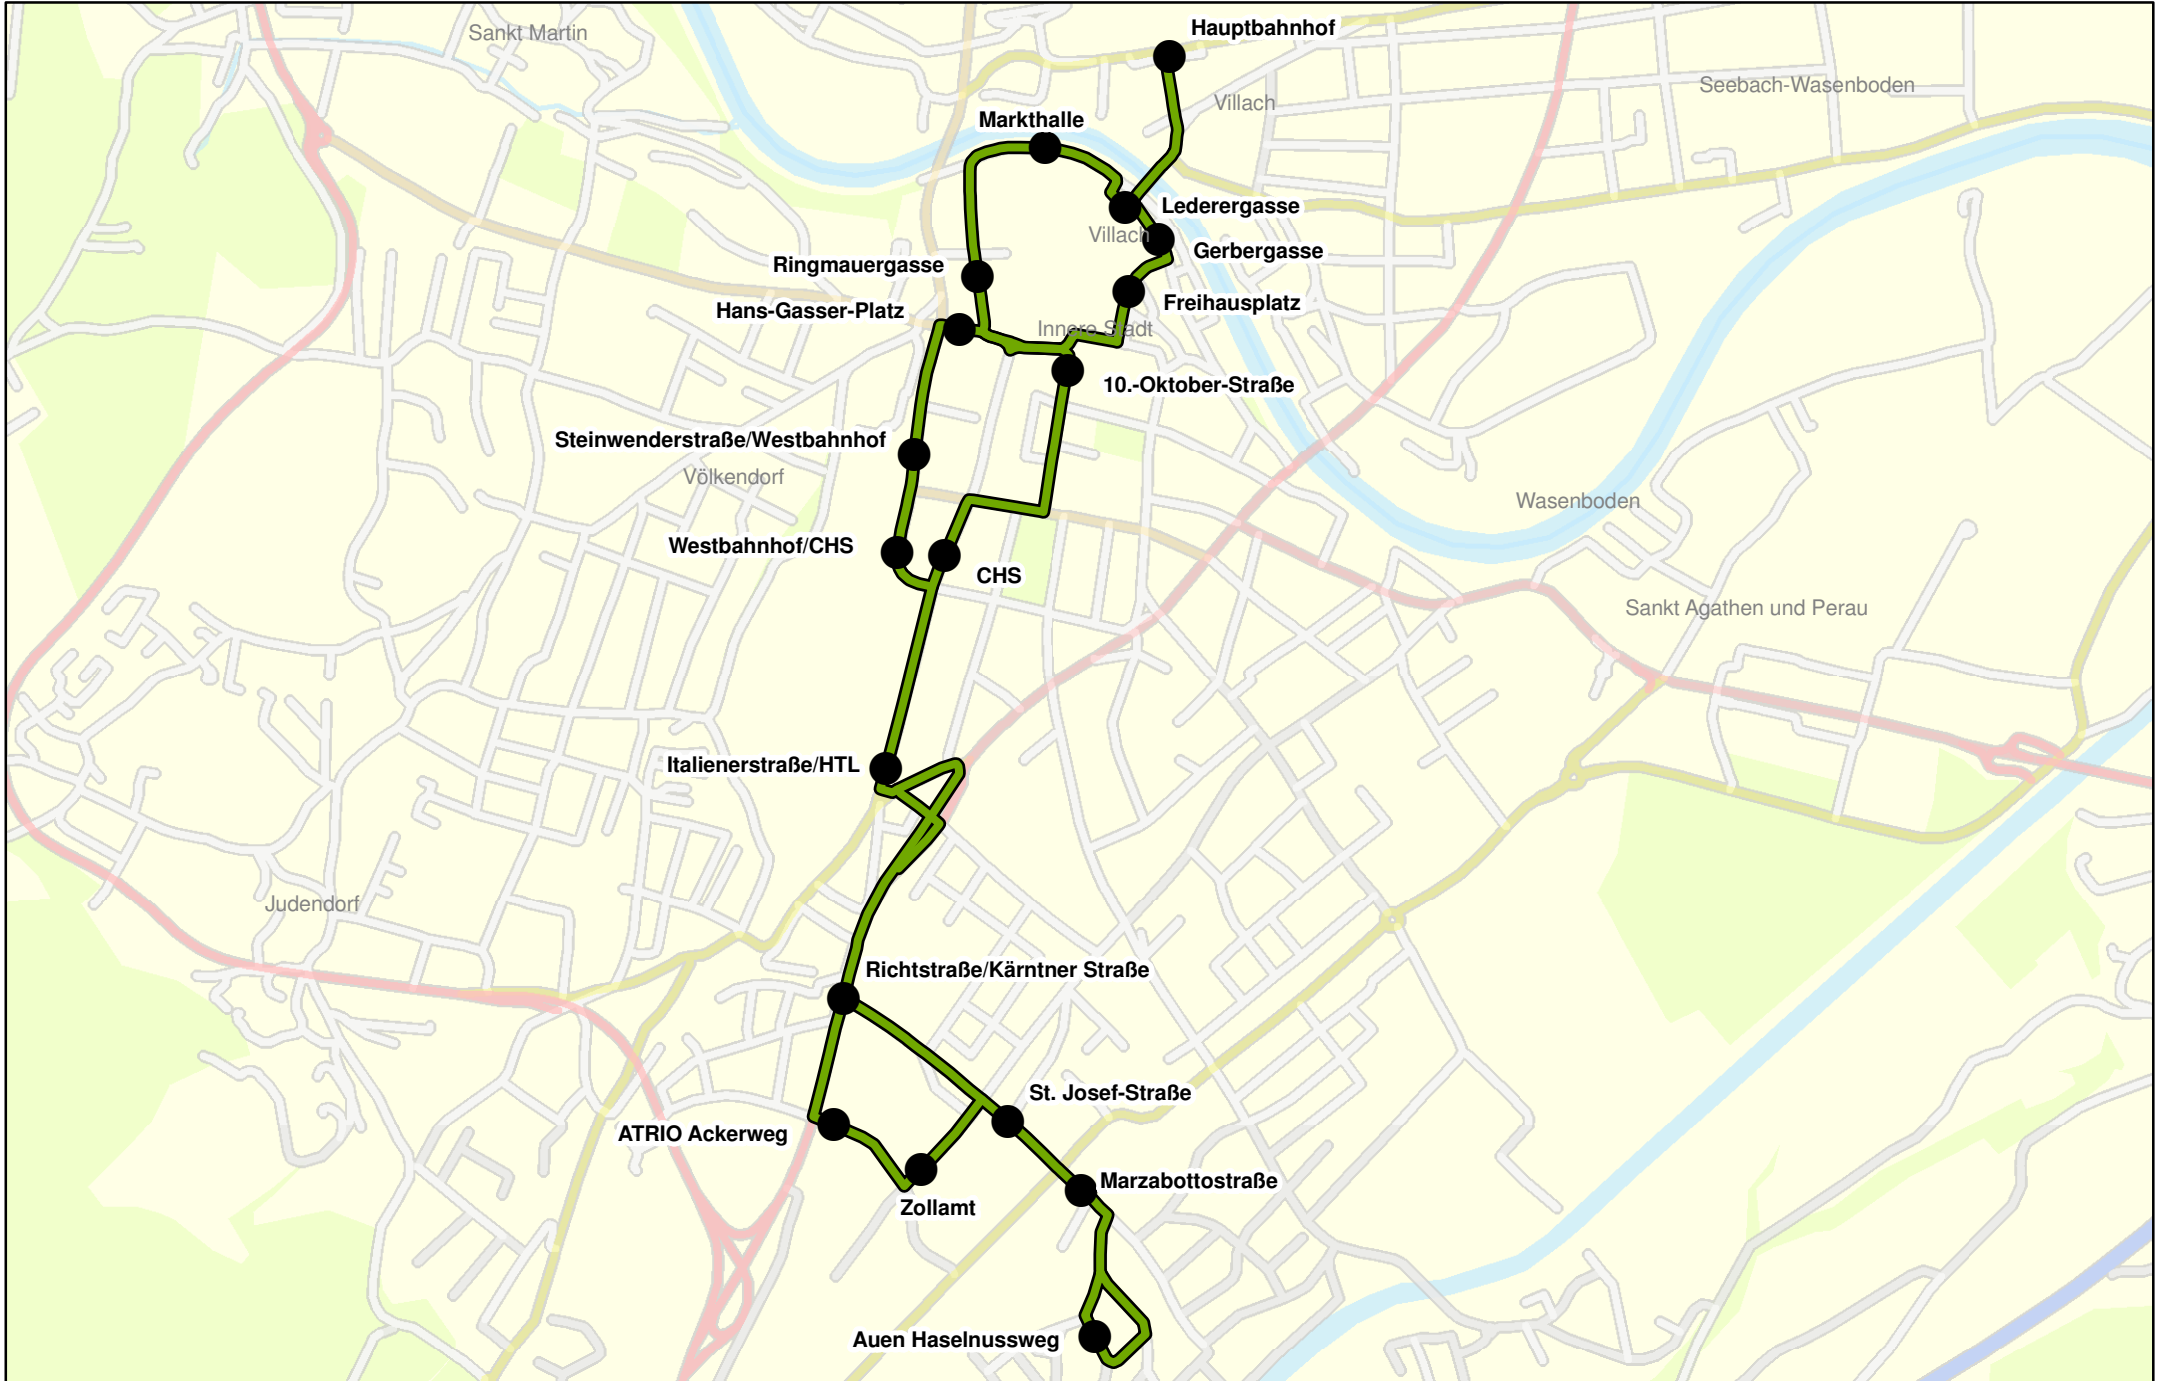 Hauptbahnhof
Sankt Martin
Seebach-Wasenboden
Villach
Markthalle
Lederergasse
Villach
Gerbergasse
Ringmauergasse
Freihausplatz
Hans-Gasser-Platz
Innere Stadt
10.-Oktober-Straße
Steinwenderstraße/Westbahnhof
Völkendorf
Wasenboden
Westbahnhof/CHS
CHS
Sankt Agathen und Perau
Italienerstraße/HTL
Judendorf
Richtstraße/Kärntner Straße
St. Josef-Straße
ATRIO Ackerweg
Marzabottostraße
Zollamt
Auen Haselnussweg